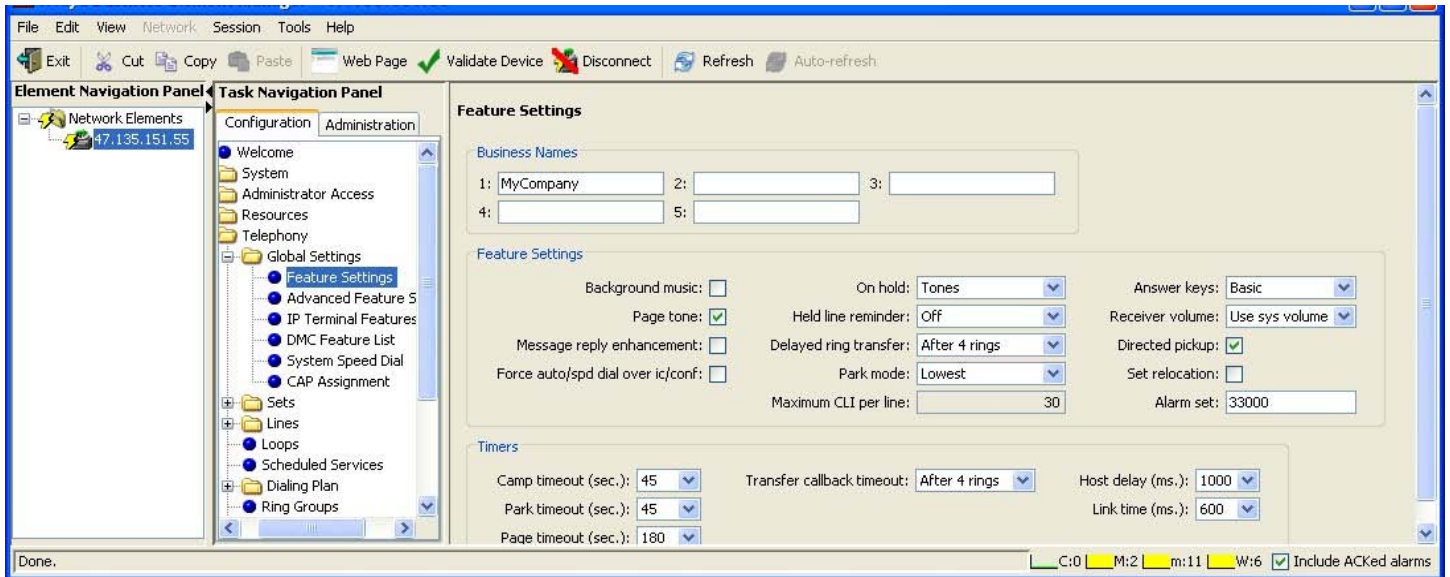 File Edit View Network Session Tools Help
Exit Cut Copy Paste Web Page Validate Device Disconnect Refresh Auto-refresh
Element Navigation Panel
Network Elements
47.135.151.55
Task Navigation Panel
Configuration Administration
Welcome
System
Administrator Access
Resources
Telephony
Global Settings
Feature Settings
Advanced Feature S
IP Terminal Features
DMC Feature List
System Speed Dial
CAP Assignment
Sets
Lines
Loops
Scheduled Services
Dialing Plan
Ring Groups
Feature Settings
Business Names
1: MyCompany 2: 3:
4: 5:
Feature Settings
Background music: On hold: Tones Answer keys: Basic
Page tone: Held line reminder: Off Receiver volume: Use sys volume
Message reply enhancement: Delayed ring transfer: After 4 rings Directed pickup:
Force auto/spd dial over ic/conf: Park mode: Lowest Set relocation:
Maximum CLI per line: 30 Alarm set: 33000
Timers
Camp timeout (sec.): 45 Transfer callback timeout: After 4 rings Host delay (ms.): 1000
Park timeout (sec.): 45 Link time (ms.): 600
Page timeout (sec.): 180
Done. C:0 M:2 m:11 W:6 Include ACKed alarms